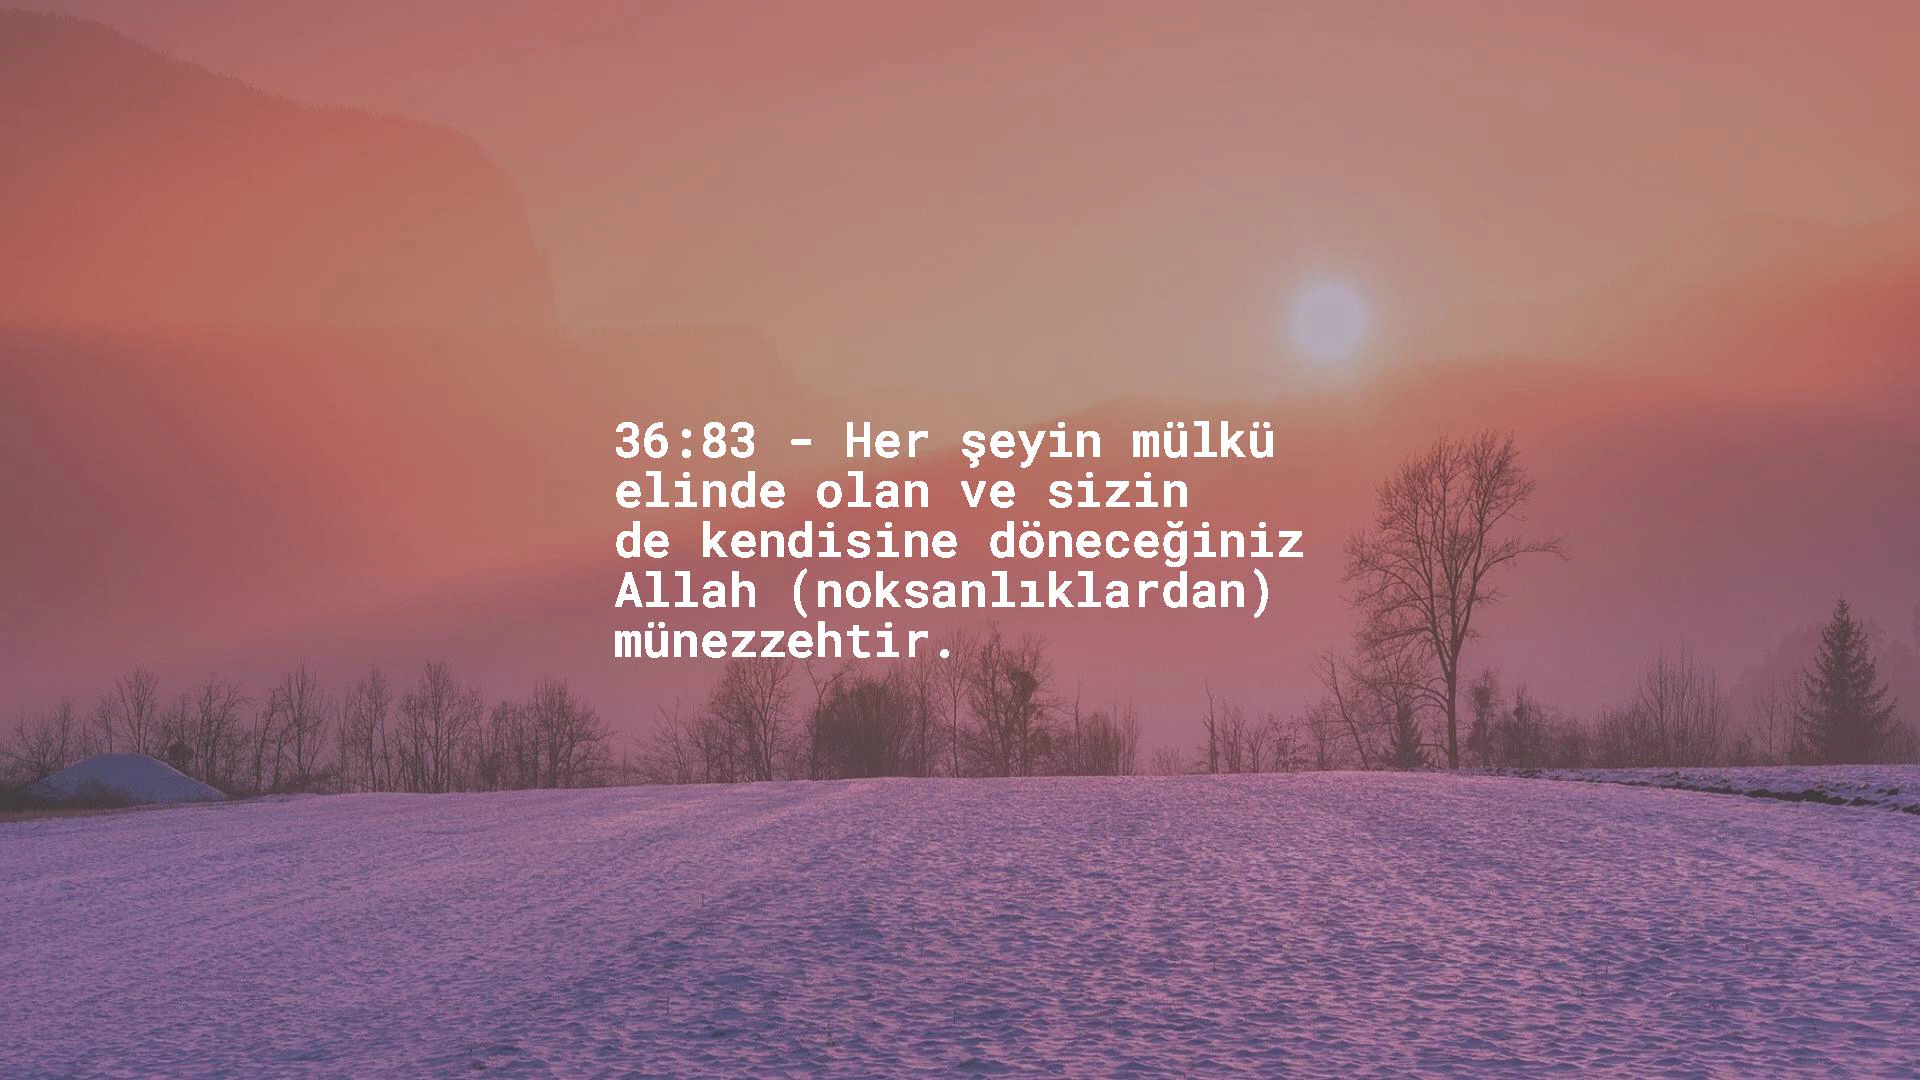 36:83 - Her şeyin mülkü
elinde olan ve sizin
de kendisine döneceğiniz
Allah (noksanlıklardan)
münezzehtir.